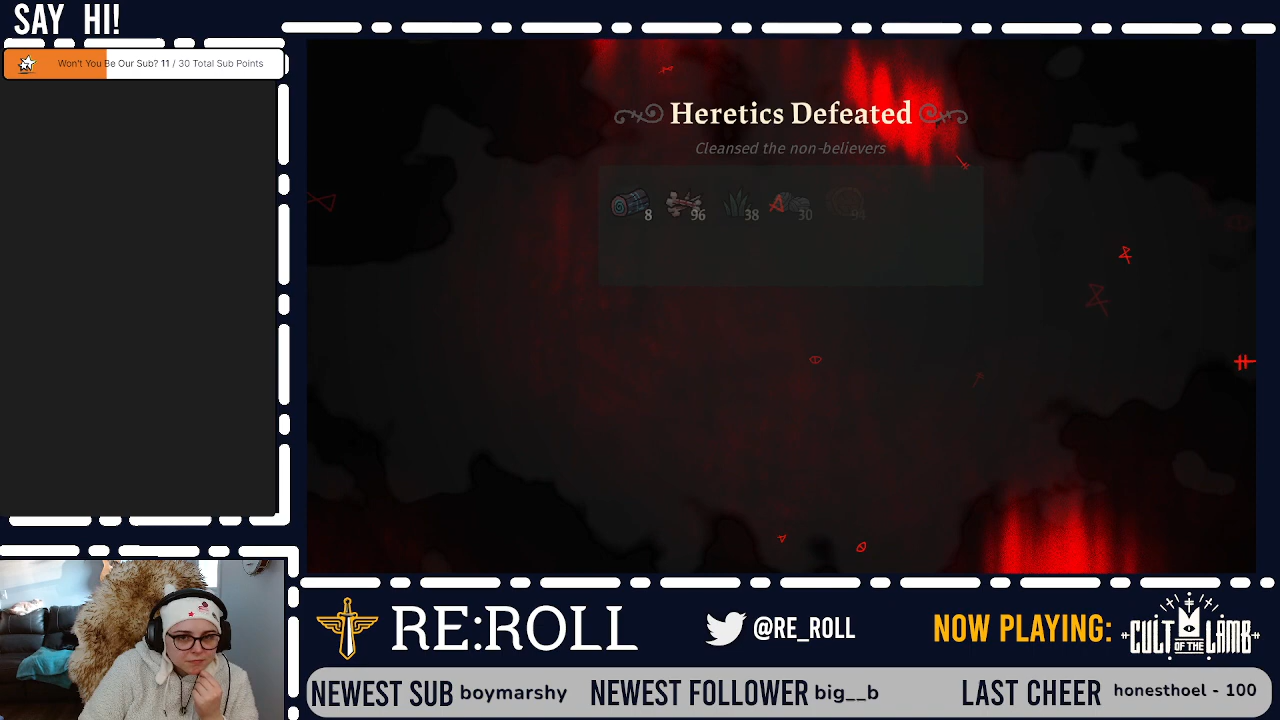 SAY HI!
Won't You Be Our Sub? 11 / 30 Total Sub Points
Heretics Defeated
Cleansed the non-believers
8 96 38 30 94
RE:ROLL
@RE_ROLL
NOW PLAYING:
CULT OF THE LAMB
NEWEST SUB boymarshy
NEWEST FOLLOWER big__b
LAST CHEER honesthoel - 100